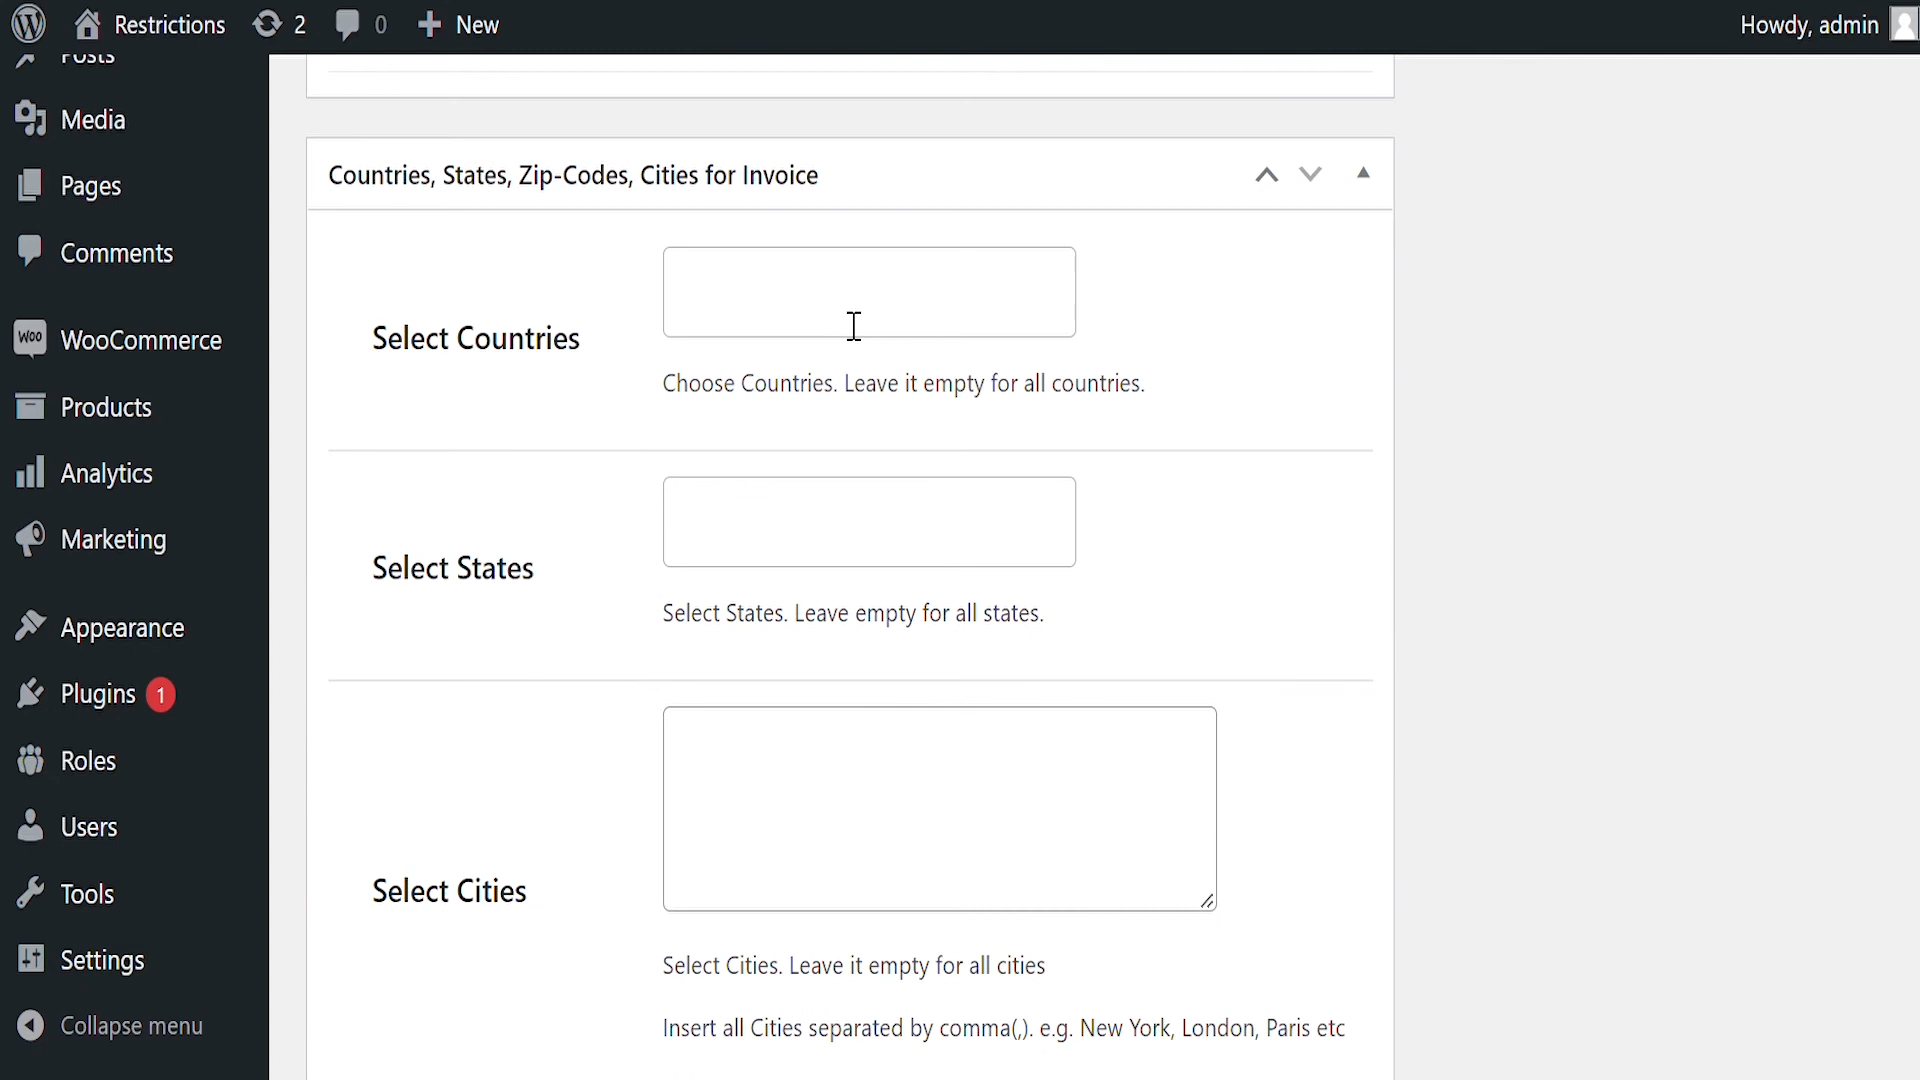 Restrictions 2 0 + New Howdy, admin
Posts
Media
Pages
Comments
Woo WooCommerce
Products
Analytics
Marketing
Appearance
Plugins 1
Roles
Users
Tools
Settings
Collapse menu
Countries, States, Zip-Codes, Cities for Invoice
Select Countries
Choose Countries. Leave it empty for all countries.
Select States
Select States. Leave empty for all states.
Select Cities
Select Cities. Leave it empty for all cities
Insert all Cities separated by comma(,). e.g. New York, London, Paris etc